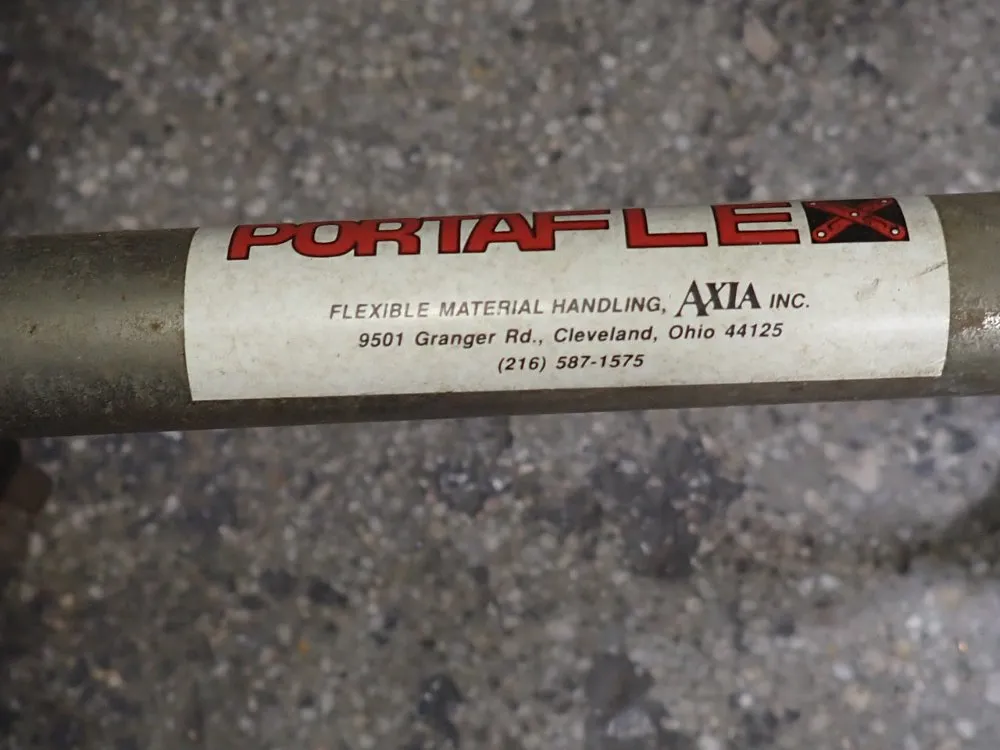 PORTAFLEX
FLEXIBLE MATERIAL HANDLING, AXIA INC.
9501 Granger Rd., Cleveland, Ohio 44125
(216) 587-1575